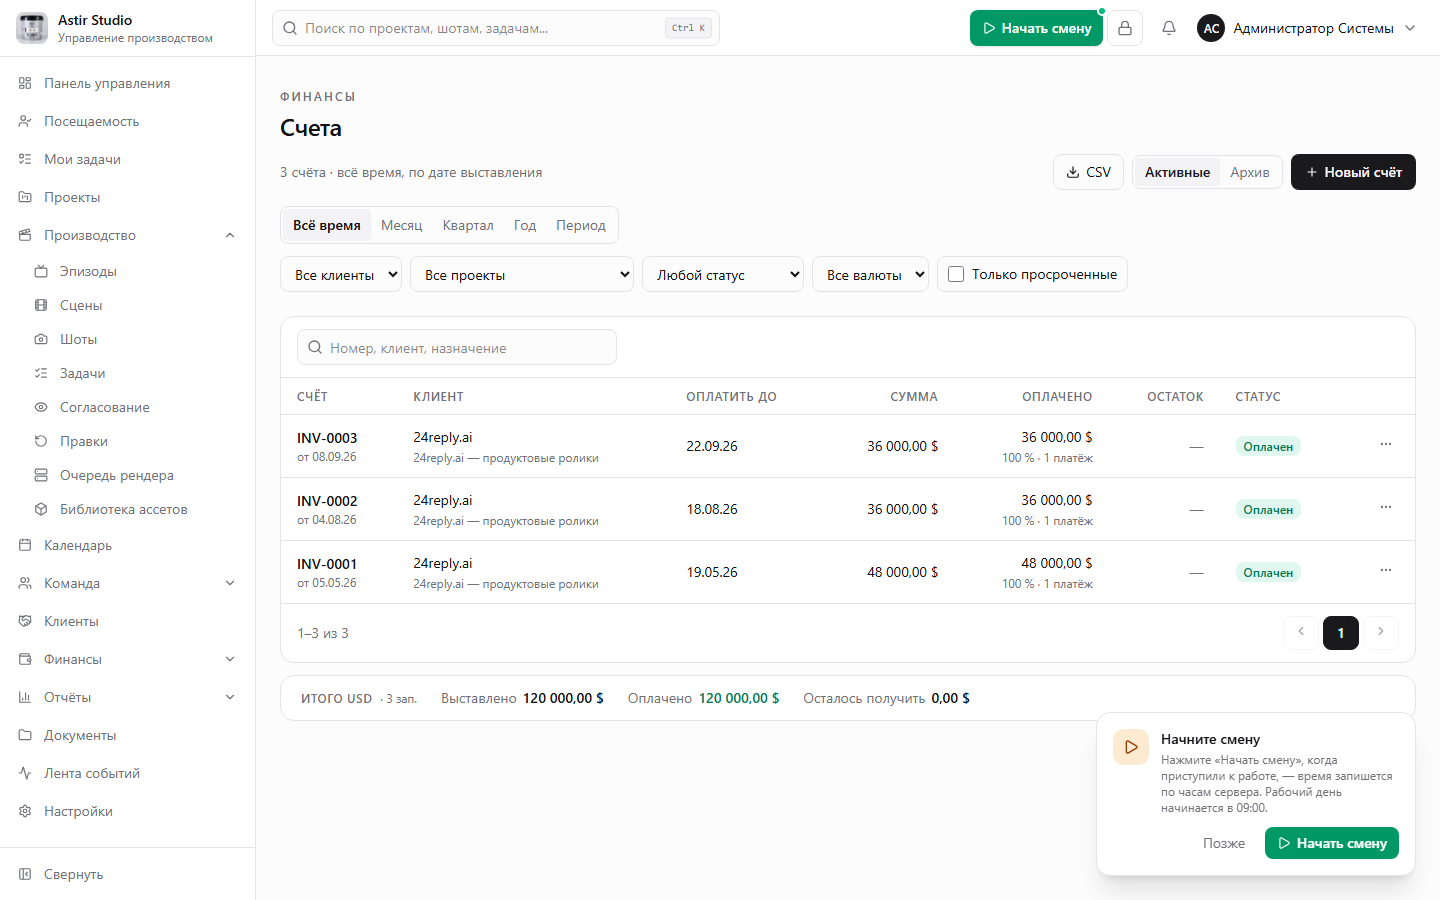 Astir Studio
Управление производством
Поиск по проектам, шотам, задачам...
Ctrl K
Начать смену
АС
Администратор Системы
Панель управления
Посещаемость
Мои задачи
Проекты
Производство
Эпизоды
Сцены
Шоты
Задачи
Согласование
Правки
Очередь рендера
Библиотека ассетов
Календарь
Команда
Клиенты
Финансы
Отчёты
Документы
Лента событий
Настройки
Свернуть
ФИНАНСЫ
Счета
3 счёта · всё время, по дате выставления
CSV
Активные
Архив
+ Новый счёт
Всё время
Месяц
Квартал
Год
Период
Все клиенты
Все проекты
Любой статус
Все валюты
Только просроченные
Номер, клиент, назначение
СЧЁТ КЛИЕНТ ОПЛАТИТЬ ДО СУММА ОПЛАЧЕНО ОСТАТОК СТАТУС
INV-0003 24reply.ai 22.09.26 36 000,00 $ 36 000,00 $ — Оплачен ...
от 08.09.26 24reply.ai — продуктовые ролики 100 % · 1 платёж
INV-0002 24reply.ai 18.08.26 36 000,00 $ 36 000,00 $ — Оплачен ...
от 04.08.26 24reply.ai — продуктовые ролики 100 % · 1 платёж
INV-0001 24reply.ai 19.05.26 48 000,00 $ 48 000,00 $ — Оплачен ...
от 05.05.26 24reply.ai — продуктовые ролики 100 % · 1 платёж
1–3 из 3
1
ИТОГО USD · 3 зап. Выставлено 120 000,00 $ Оплачено 120 000,00 $ Осталось получить 0,00 $
Начните смену
Нажмите «Начать смену», когда
приступили к работе, — время запишется
по часам сервера. Рабочий день
начинается в 09:00.
Позже
Начать смену